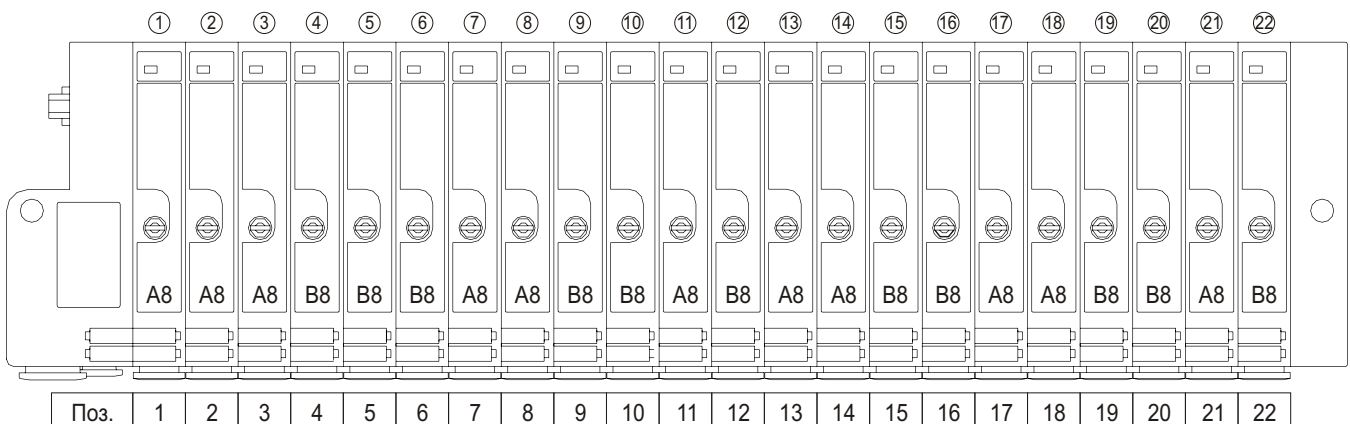 ① ② ③ ④ ⑤ ⑥ ⑦ ⑧ ⑨ ⑩ ⑪ ⑫ ⑬ ⑭ ⑮ ⑯ ⑰ ⑱ ⑲ ⑳ ㉑ ㉒
A8 A8 A8 B8 B8 B8 A8 A8 B8 B8 A8 B8 A8 A8 B8 B8 A8 A8 B8 B8 A8 B8
Поз. 1 2 3 4 5 6 7 8 9 10 11 12 13 14 15 16 17 18 19 20 21 22